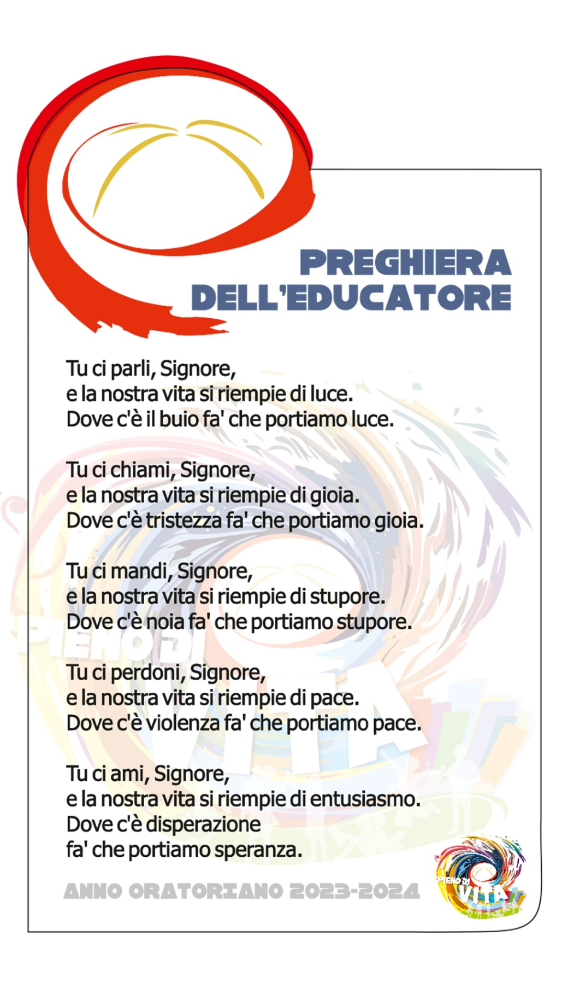 PREGHIERA
DELL'EDUCATORE
Tu ci parli, Signore,
e la nostra vita si riempie di luce.
Dove c'è il buio fa' che portiamo luce.
Tu ci chiami, Signore,
e la nostra vita si riempie di gioia.
Dove c'è tristezza fa' che portiamo gioia.
Tu ci mandi, Signore,
e la nostra vita si riempie di stupore.
Dove c'è noia fa' che portiamo stupore.
Tu ci perdoni, Signore,
e la nostra vita si riempie di pace.
Dove c'è violenza fa' che portiamo pace.
Tu ci ami, Signore,
e la nostra vita si riempie di entusiasmo.
Dove c'è disperazione
fa' che portiamo speranza.
ANNO ORATORIANO 2023-2024
PIENO DI
VITA
PIENO DI
VITA